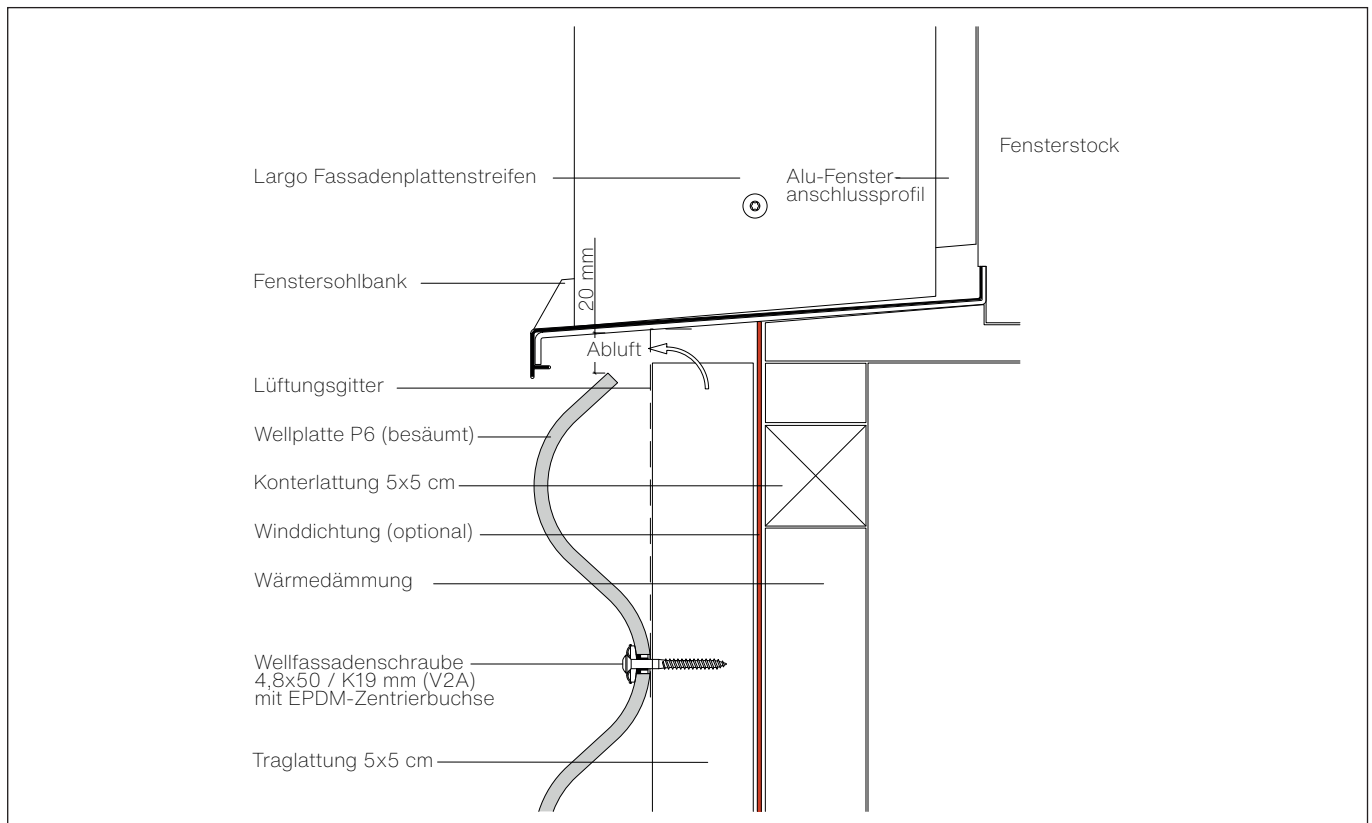 Fensterstock
Largo Fassadenplattenstreifen
Alu-Fenster-
anschlussprofil
Fenstersohlbank
20 mm
Abluft
Lüftungsgitter
Wellplatte P6 (besäumt)
Konterlattung 5x5 cm
Winddichtung (optional)
Wärmedämmung
Wellfassadenschraube
4,8x50 / K19 mm (V2A)
mit EPDM-Zentrierbuchse
Traglattung 5x5 cm